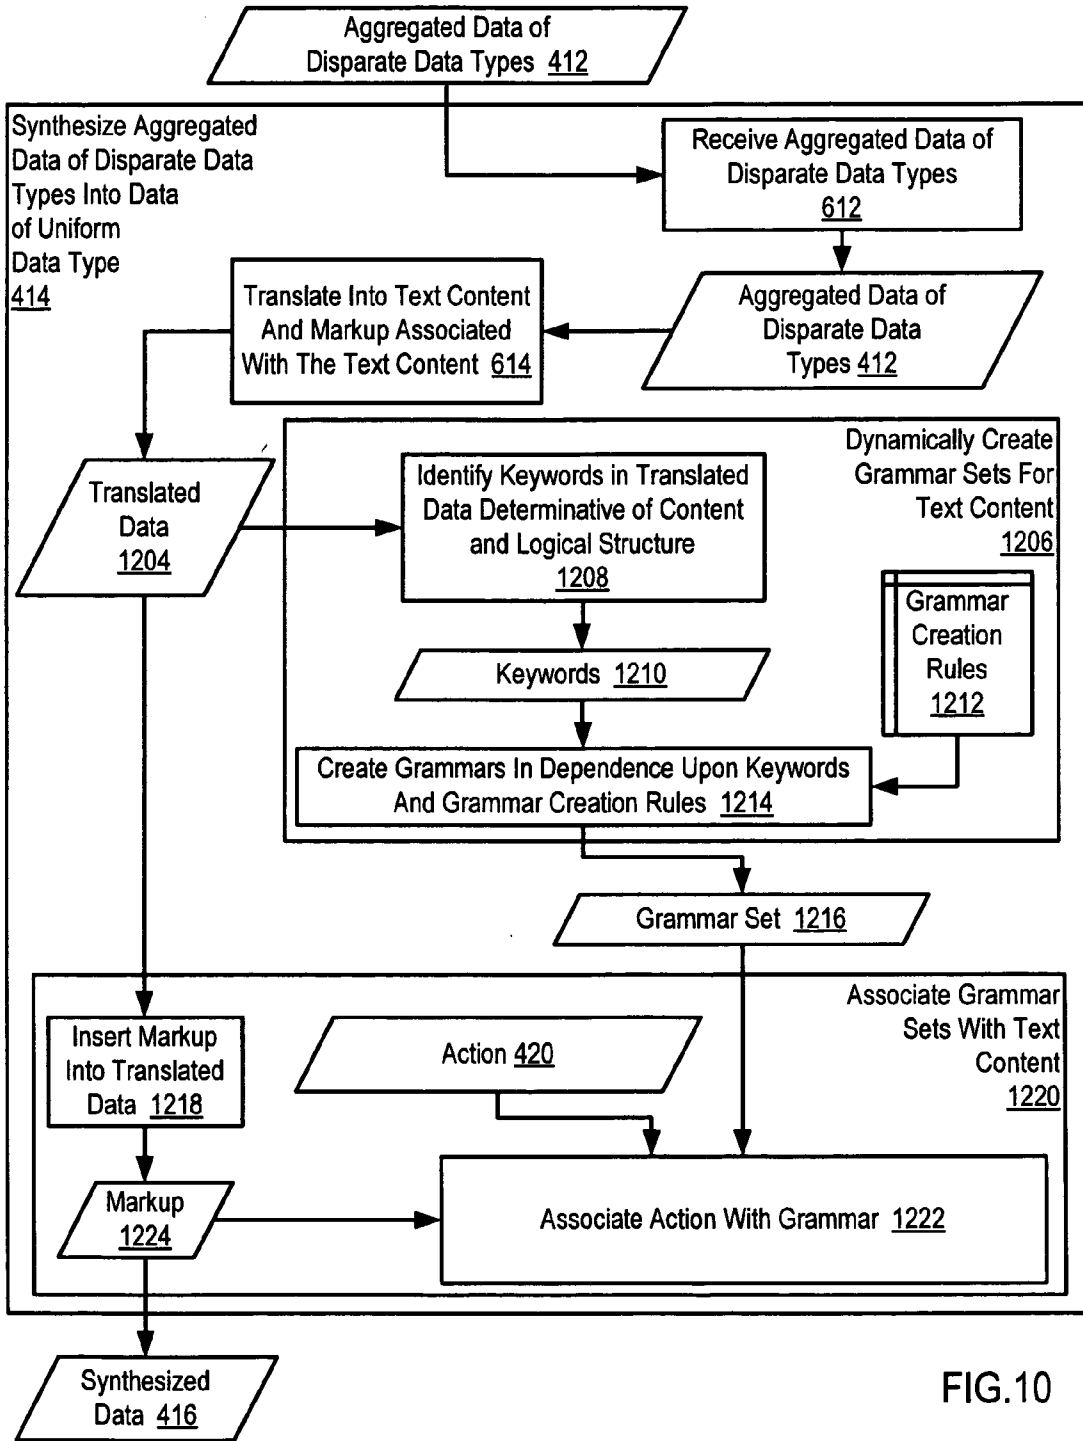 Aggregated Data of
Disparate Data Types 412
Synthesize Aggregated
Data of Disparate Data
Types Into Data
of Uniform
Data Type
414
Receive Aggregated Data of
Disparate Data Types
612
Translate Into Text Content
And Markup Associated
With The Text Content 614
Aggregated Data of
Disparate Data
Types 412
Dynamically Create
Grammar Sets For
Text Content
1206
Translated
Data
1204
Identify Keywords in Translated
Data Determinative of Content
and Logical Structure
1208
Grammar
Creation
Rules
1212
Keywords 1210
Create Grammars In Dependence Upon Keywords
And Grammar Creation Rules 1214
Grammar Set 1216
Associate Grammar
Sets With Text
Content
1220
Insert Markup
Into Translated
Data 1218
Action 420
Markup
1224
Associate Action With Grammar 1222
Synthesized
Data 416
FIG.10